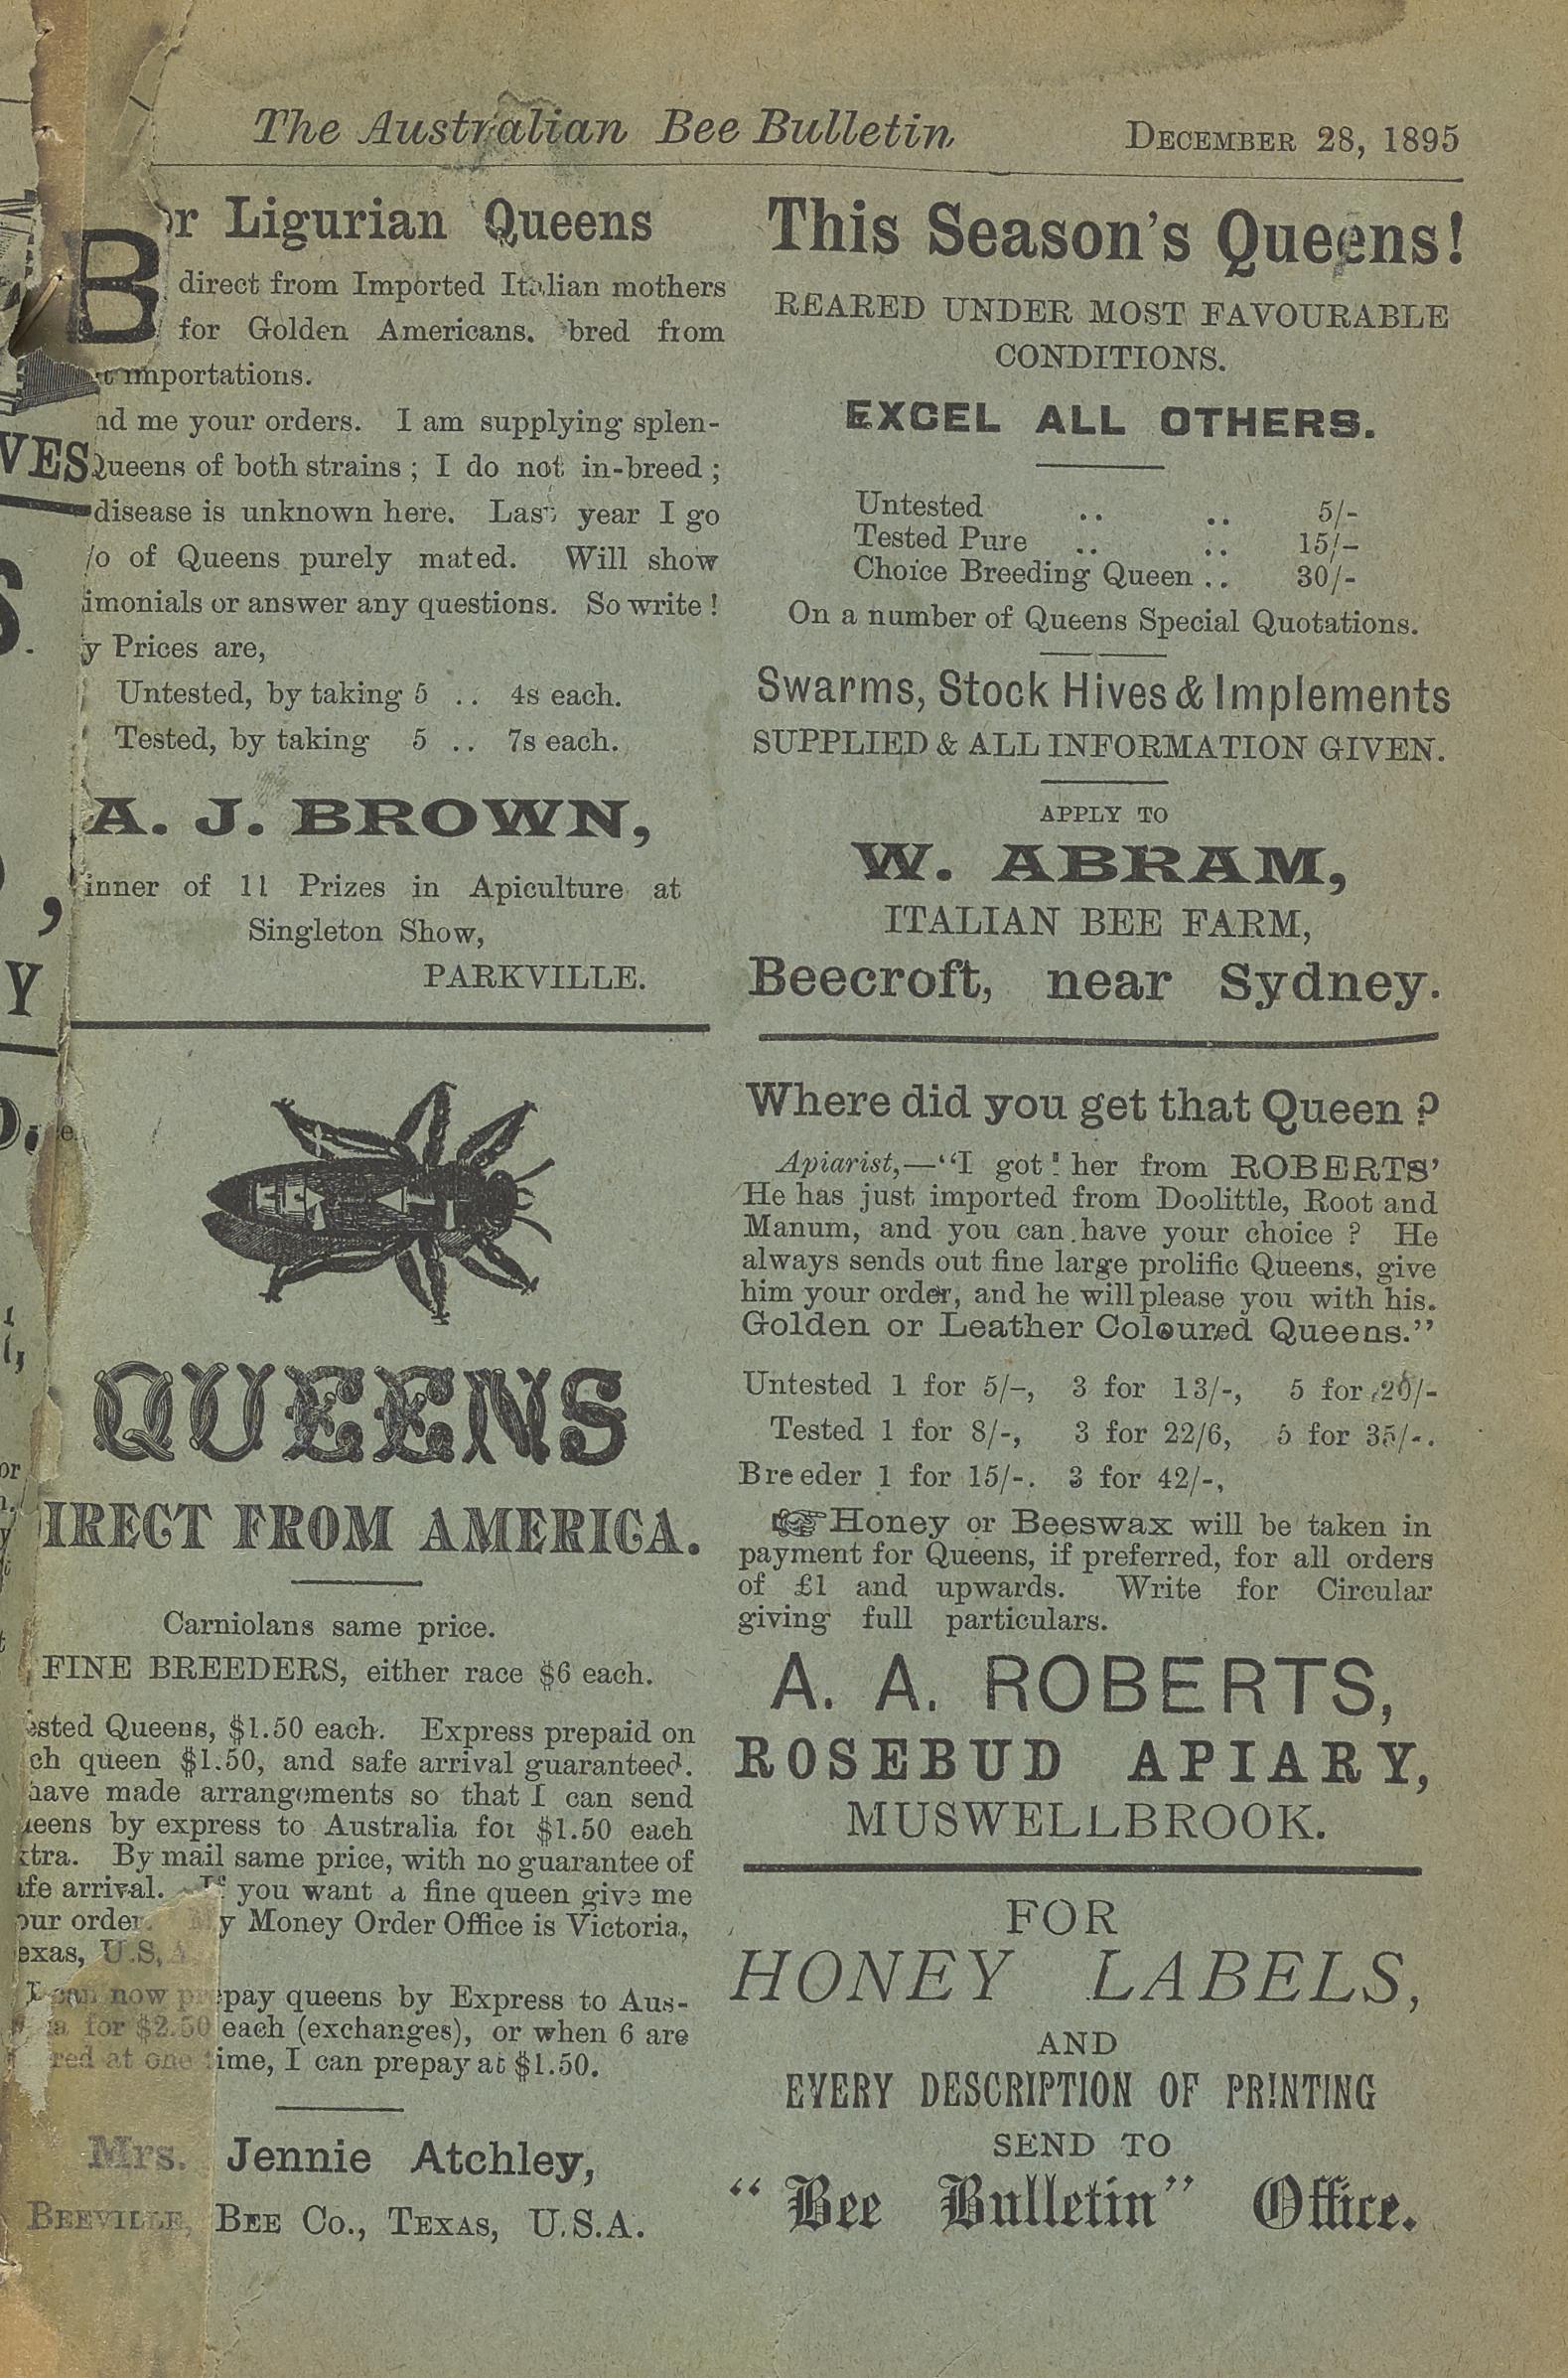 The Australian Bee Bulletin,
DECEMBER 28, 1895
Ligurian Queens
B direct from Imported Italian mothers
for Golden Americans. bred from
importations.
me your orders. I am supplying splen-
Queens of both strains ; I do not in-breed ;
disease is unknown here. Last year I go
of Queens purely mated. Will show
imonials or answer any questions. So write !
y Prices are,
Untested, by taking 5 .. 4s each.
Tested, by taking 5 .. 7s each.
A. J. BROWN,
inner of 11 Prizes in Apiculture at
Singleton Show,
PARKVILLE.
QUEENS
IRECT FROM AMERICA.
Carniolans same price.
FINE BREEDERS, either race $6 each.
ested Queens, $1.50 each. Express prepaid on
ch queen $1.50, and safe arrival guaranteed.
have made arrangements so that I can send
ueens by express to Australia for $1.50 each
xtra. By mail same price, with no guarantee of
afe arrival. If you want a fine queen give me
our order. My Money Order Office is Victoria,
exas, U.S.A.
I can now prepay queens by Express to Aus-
for $2.50 each (exchanges), or when 6 are
red at one time, I can prepay at $1.50.
Mrs. Jennie Atchley,
BEEVILLE, BEE Co., TEXAS, U.S.A.
This Season's Queens!
REARED UNDER MOST FAVOURABLE
CONDITIONS.
EXCEL ALL OTHERS.
Untested .. .. 5/-
Tested Pure .. .. 15/-
Choice Breeding Queen .. 30/-
On a number of Queens Special Quotations.
Swarms, Stock Hives & Implements
SUPPLIED & ALL INFORMATION GIVEN.
APPLY TO
W. ABRAM,
ITALIAN BEE FARM,
Beecroft, near Sydney.
Where did you get that Queen ?
Apiarist,—"I got her from ROBERTS'
He has just imported from Doolittle, Root and
Manum, and you can have your choice ? He
always sends out fine large prolific Queens, give
him your order, and he will please you with his.
Golden or Leather Coloured Queens."
Untested 1 for 5/-, 3 for 13/-, 5 for 20/-
Tested 1 for 8/-, 3 for 22/6, 5 for 35/-.
Breeder 1 for 15/-. 3 for 42/-,
☞ Honey or Beeswax will be taken in
payment for Queens, if preferred, for all orders
of £1 and upwards. Write for Circular
giving full particulars.
A. A. ROBERTS,
ROSEBUD APIARY,
MUSWELLBROOK.
FOR
HONEY LABELS,
AND
EVERY DESCRIPTION OF PRINTING
SEND TO
"Bee Bulletin" Office.